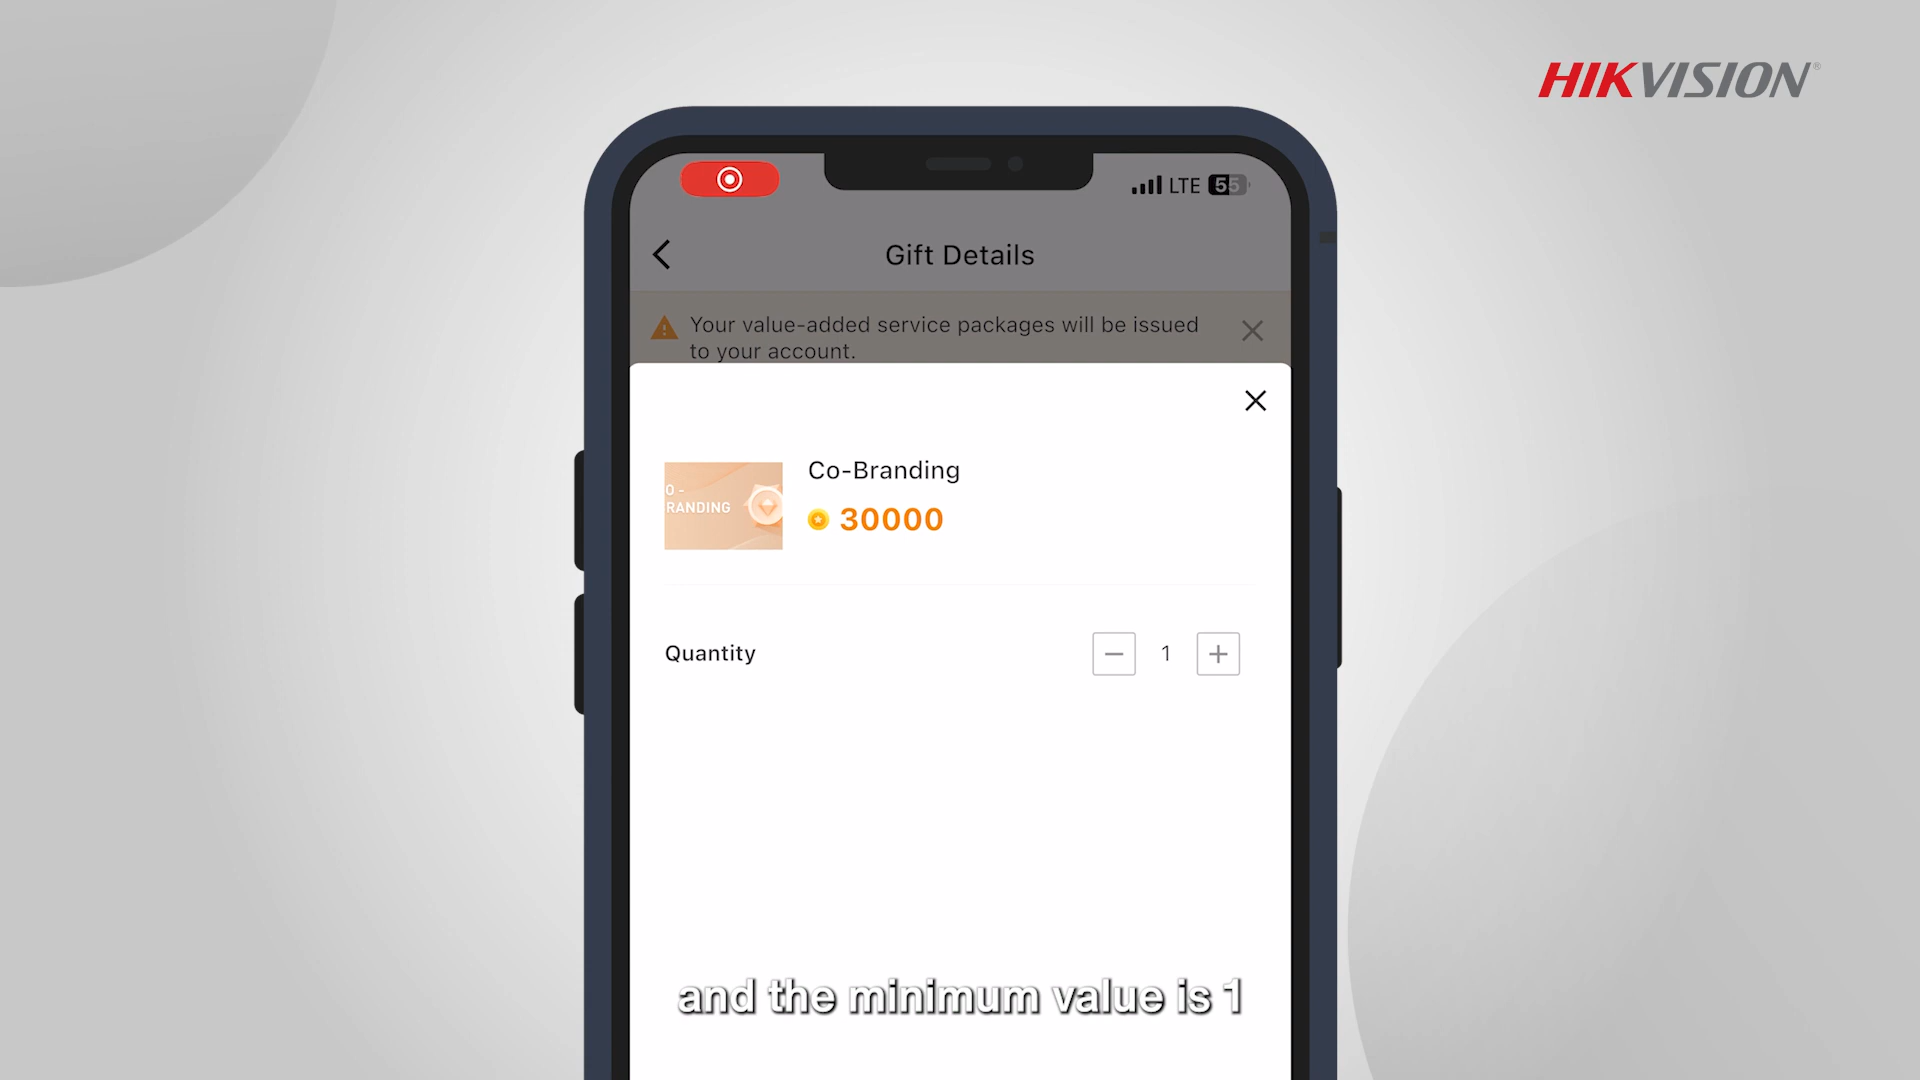 HIKVISION®
LTE 55
Gift Details
Your value-added service packages will be issued
to your account.
Co-Branding
O -
RANDING
30000
Quantity
1
and the minimum value is 1